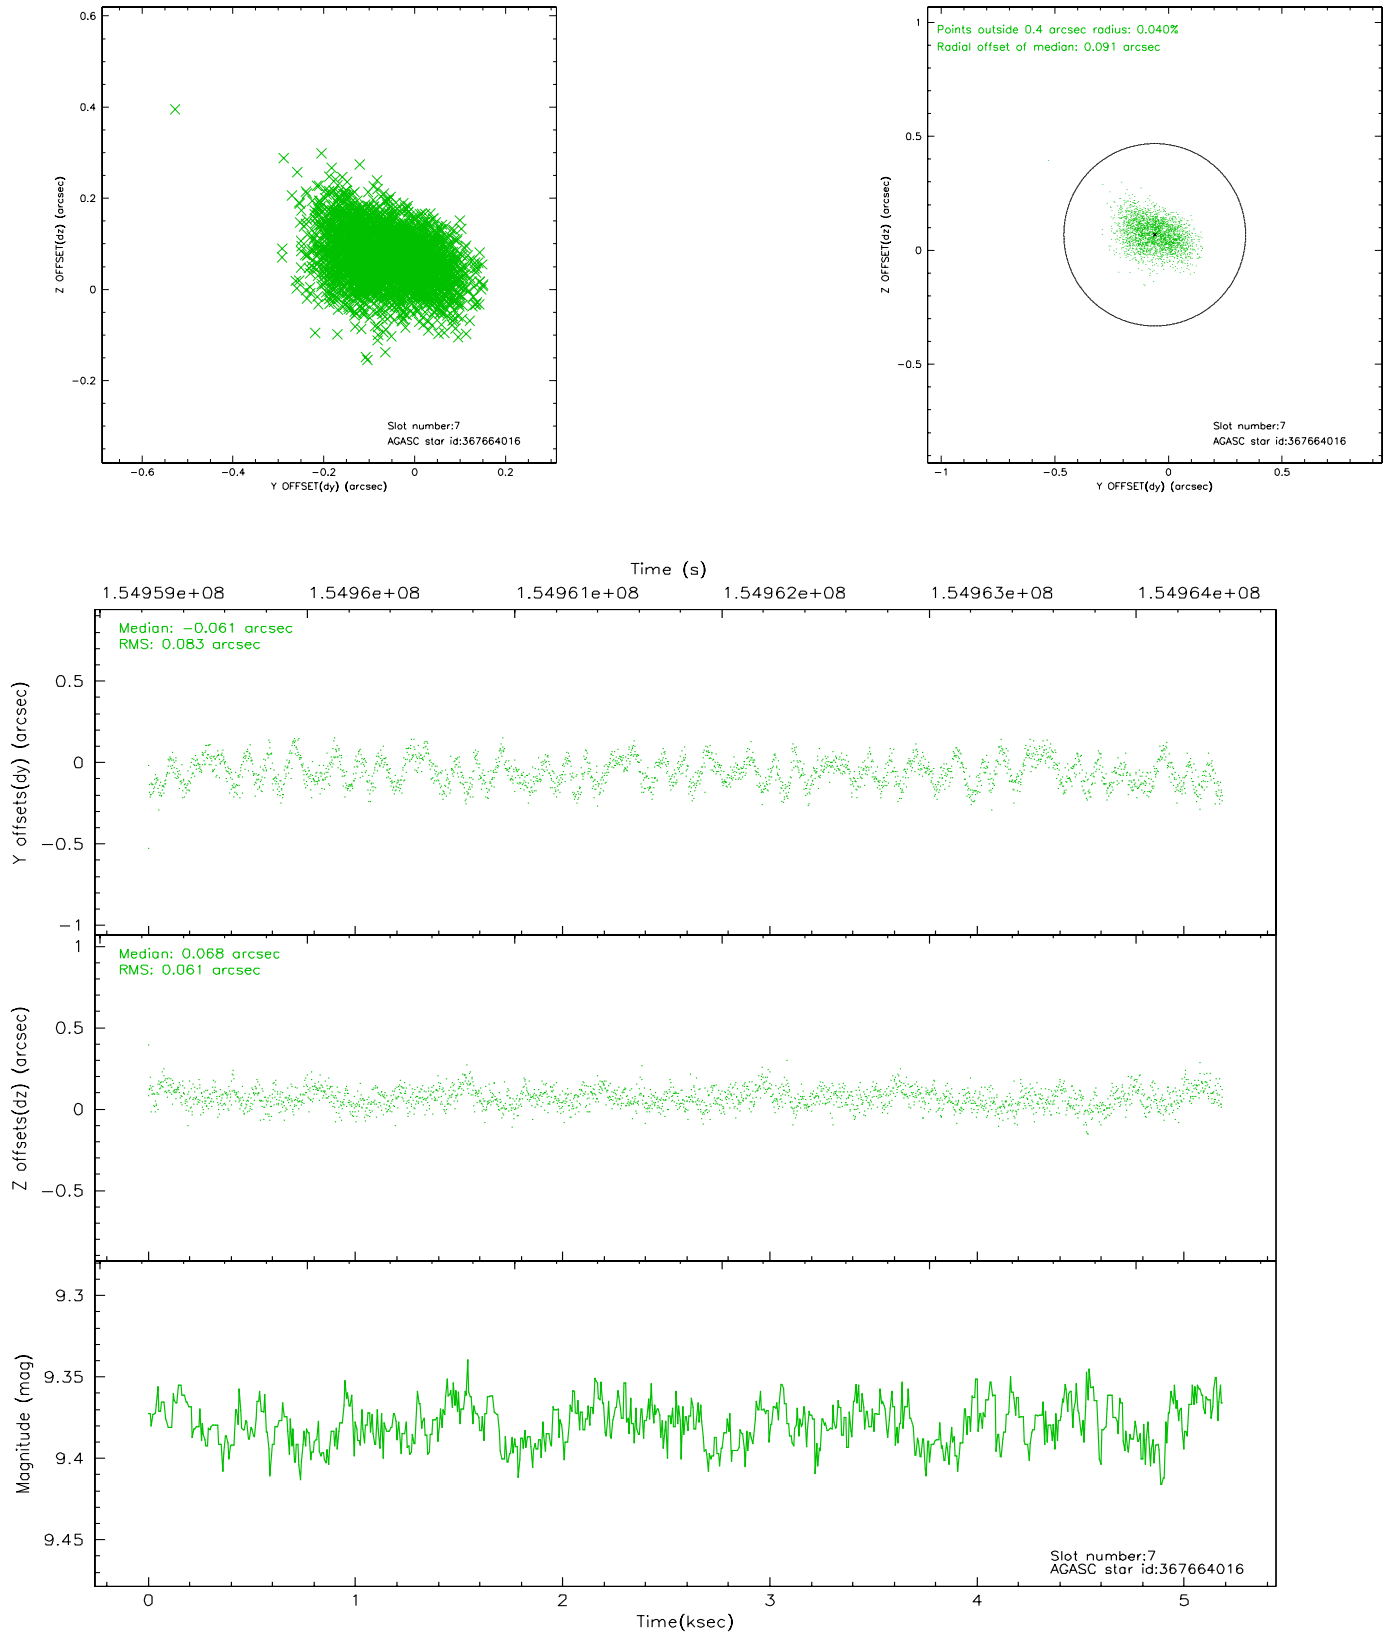 0.6
0.4
0.2
0
−0.2
Z OFFSET(dz) (arcsec)
Slot number:7
AGASC star id:367664016
−0.6 −0.4 −0.2 0 0.2
Y OFFSET(dy) (arcsec)
Points outside 0.4 arcsec radius: 0.040%
Radial offset of median: 0.091 arcsec
1
0.5
0
−0.5
Z OFFSET(dz) (arcsec)
Slot number:7
AGASC star id:367664016
−1 −0.5 0 0.5
Y OFFSET(dy) (arcsec)
Time (s)
1.54959e+08 1.5496e+08 1.54961e+08 1.54962e+08 1.54963e+08 1.54964e+08
Median: −0.061 arcsec
RMS: 0.083 arcsec
0.5
0
−0.5
−1
Y offsets(dy) (arcsec)
Median: 0.068 arcsec
RMS: 0.061 arcsec
1
0.5
0
−0.5
Z offsets(dz) (arcsec)
9.3
9.35
9.4
9.45
Magnitude (mag)
Slot number:7
AGASC star id:367664016
0 1 2 3 4 5
Time(ksec)